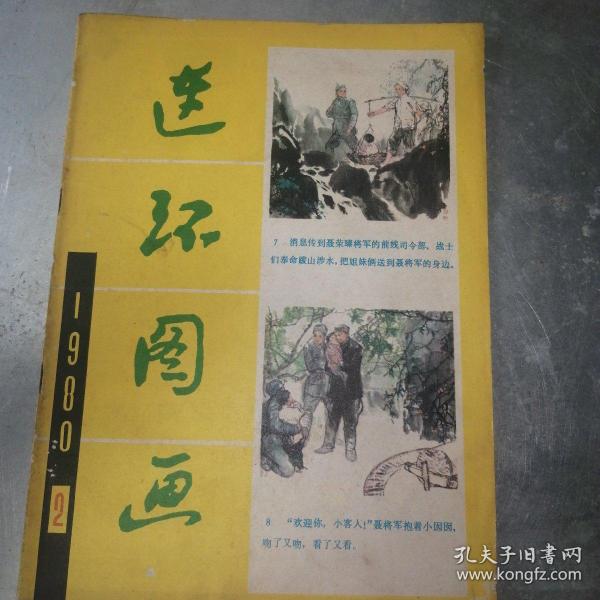 连环图画
1980
2
7 消息传到聂荣臻将军的前线司令部，战士
们奉命跋山涉水，把姐妹俩送到聂将军的身边。
8 “欢迎你，小客人！”聂将军抱着小囡囡，
吻了又吻，看了又看。
孔夫子旧书网
www.kongfz.com